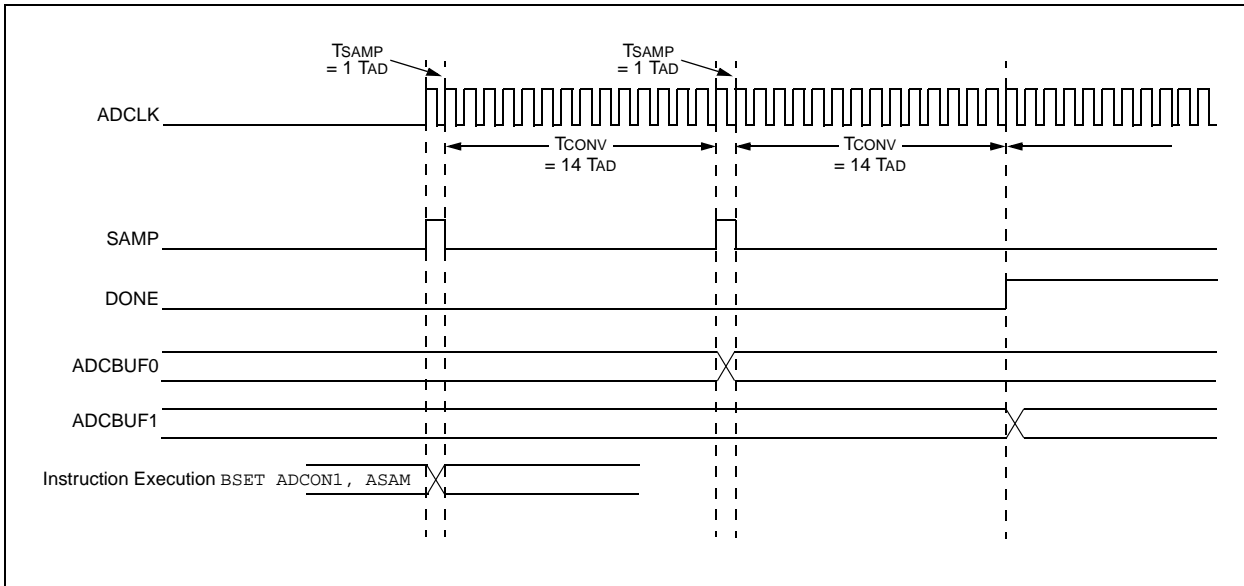 TSAMP
= 1 TAD
TSAMP
= 1 TAD
ADCLK
TCONV
= 14 TAD
TCONV
= 14 TAD
SAMP
DONE
ADCBUF0
ADCBUF1
Instruction Execution BSET ADCON1, ASAM